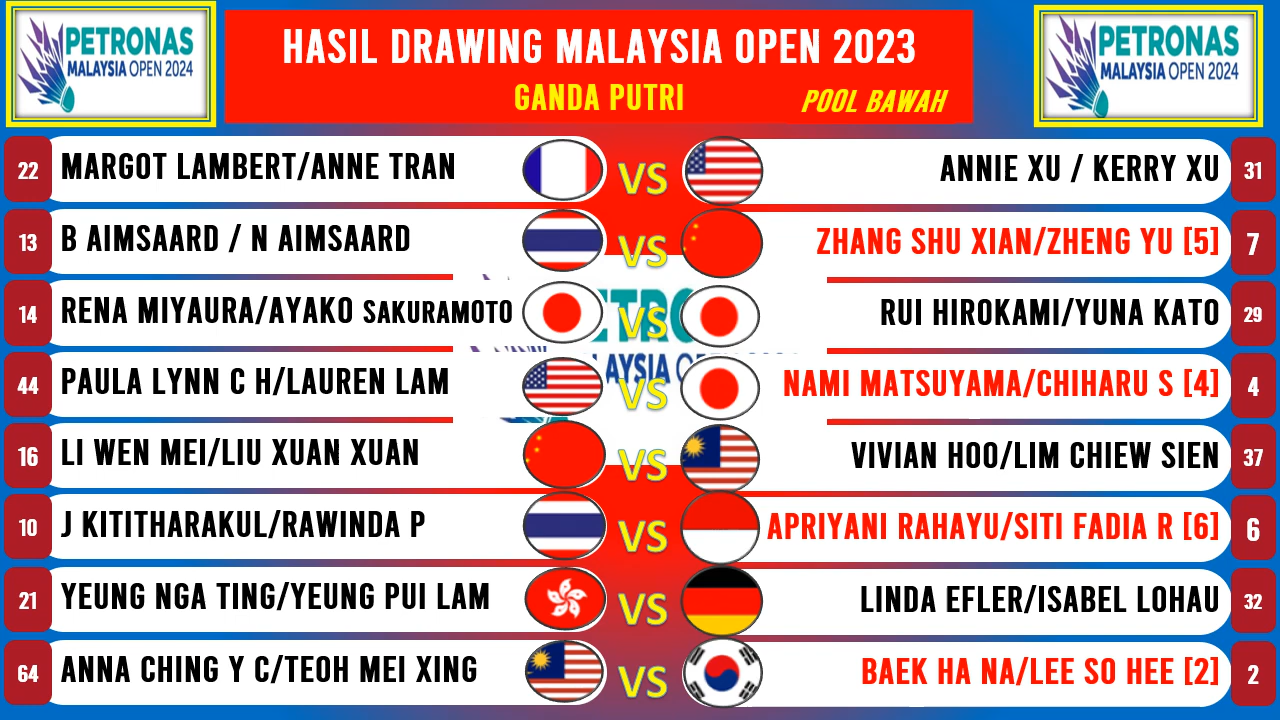 PETRONAS
MALAYSIA OPEN 2024
HASIL DRAWING MALAYSIA OPEN 2023
GANDA PUTRI
POOL BAWAH
PETRONAS
MALAYSIA OPEN 2024
22 MARGOT LAMBERT/ANNE TRAN VS ANNIE XU / KERRY XU 31
13 B AIMSAARD / N AIMSAARD VS ZHANG SHU XIAN/ZHENG YU [5] 7
14 RENA MIYAURA/AYAKO SAKURAMOTO VS RUI HIROKAMI/YUNA KATO 29
44 PAULA LYNN C H/LAUREN LAM VS NAMI MATSUYAMA/CHIHARU S [4] 4
16 LI WEN MEI/LIU XUAN XUAN VS VIVIAN HOO/LIM CHIEW SIEN 37
10 J KITITHARAKUL/RAWINDA P VS APRIYANI RAHAYU/SITI FADIA R [6] 6
21 YEUNG NGA TING/YEUNG PUI LAM VS LINDA EFLER/ISABEL LOHAU 32
64 ANNA CHING Y C/TEOH MEI XING VS BAEK HA NA/LEE SO HEE [2] 2